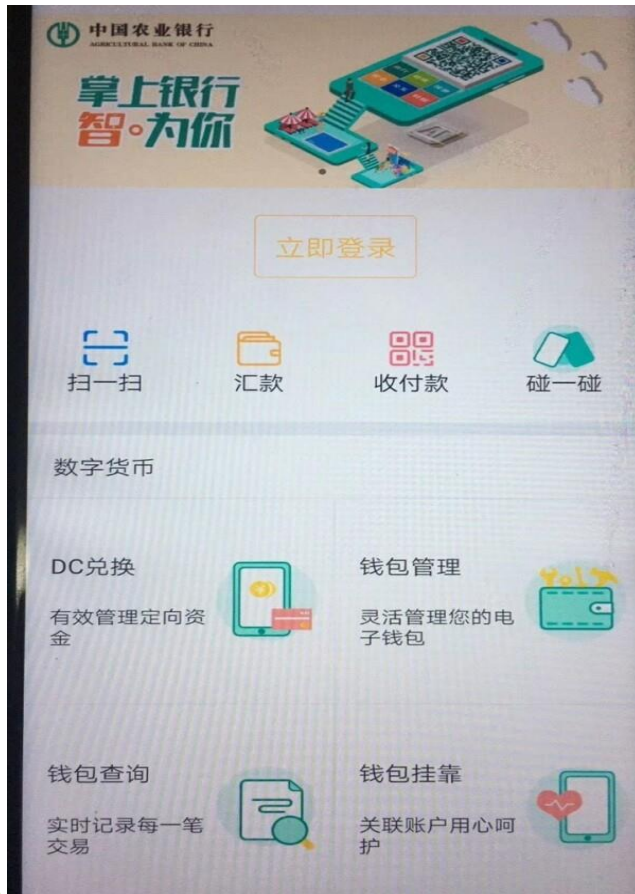 中国农业银行
AGRICULTURAL BANK OF CHINA
掌上银行
智·为你
AI
立即登录
扫一扫
汇款
收付款
碰一碰
数字货币
DC兑换
钱包管理
有效管理定向资
金
灵活管理您的电
子钱包
钱包查询
钱包挂靠
实时记录每一笔
交易
关联账户用心呵
护